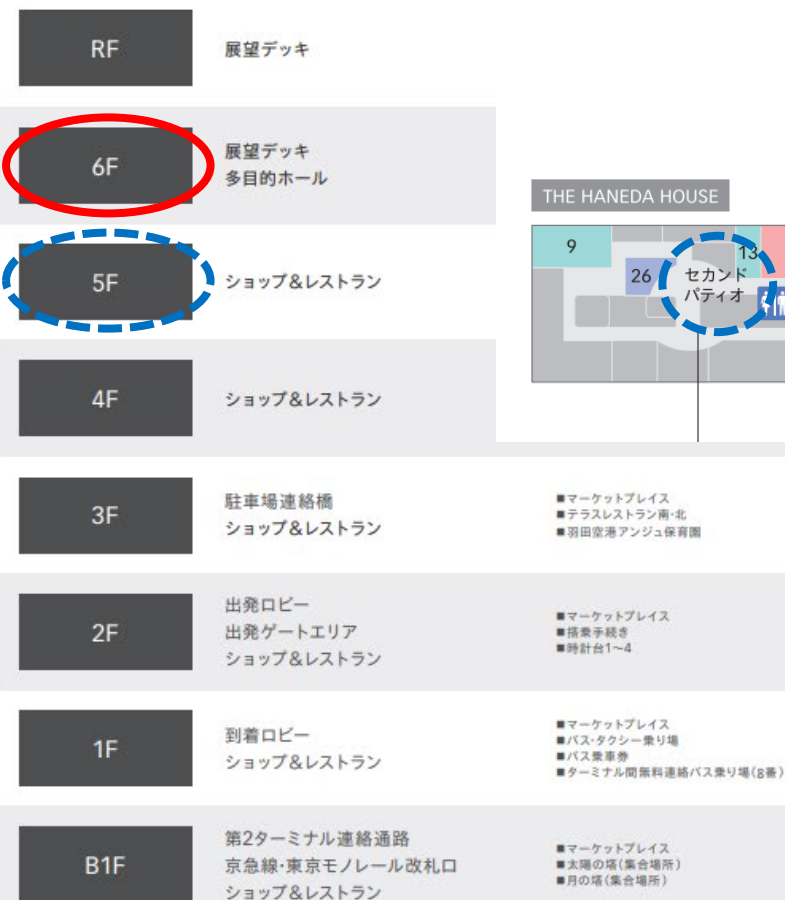 RF
展望デッキ
6F
展望デッキ
多目的ホール
THE HANEDA HOUSE
9
13
26
セカンド
パティオ
5F
ショップ&レストラン
4F
ショップ&レストラン
3F
駐車場連絡橋
ショップ&レストラン
■マーケットプレイス
■テラスレストラン南・北
■羽田空港アンジュ保育園
2F
出発ロビー
出発ゲートエリア
ショップ&レストラン
■マーケットプレイス
■搭乗手続き
■時計台1〜4
1F
到着ロビー
ショップ&レストラン
■マーケットプレイス
■バス・タクシー乗り場
■バス乗車券
■ターミナル間無料連絡バス乗り場(8番)
B1F
第2ターミナル連絡通路
京急線・東京モノレール改札口
ショップ&レストラン
■マーケットプレイス
■太陽の塔(集合場所)
■月の塔(集合場所)